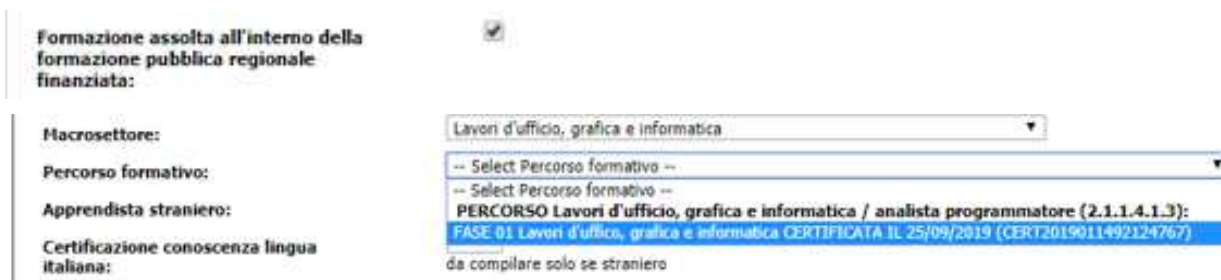 Formazione assolta all'interno della
formazione pubblica regionale
finanziata:
Macrosettore:
Lavori d'ufficio, grafica e informatica
Percorso formativo:
-- Select Percorso formativo --
-- Select Percorso formativo --
Apprendista straniero:
PERCORSO Lavori d'ufficio, grafica e informatica / analista programmatore (2.1.1.4.1.3):
FASE 01 Lavori d'uffico, grafica e informatica CERTIFICATA IL 25/09/2019 (CERT2019011492124767)
Certificazione conoscenza lingua
italiana:
da compilare solo se straniero